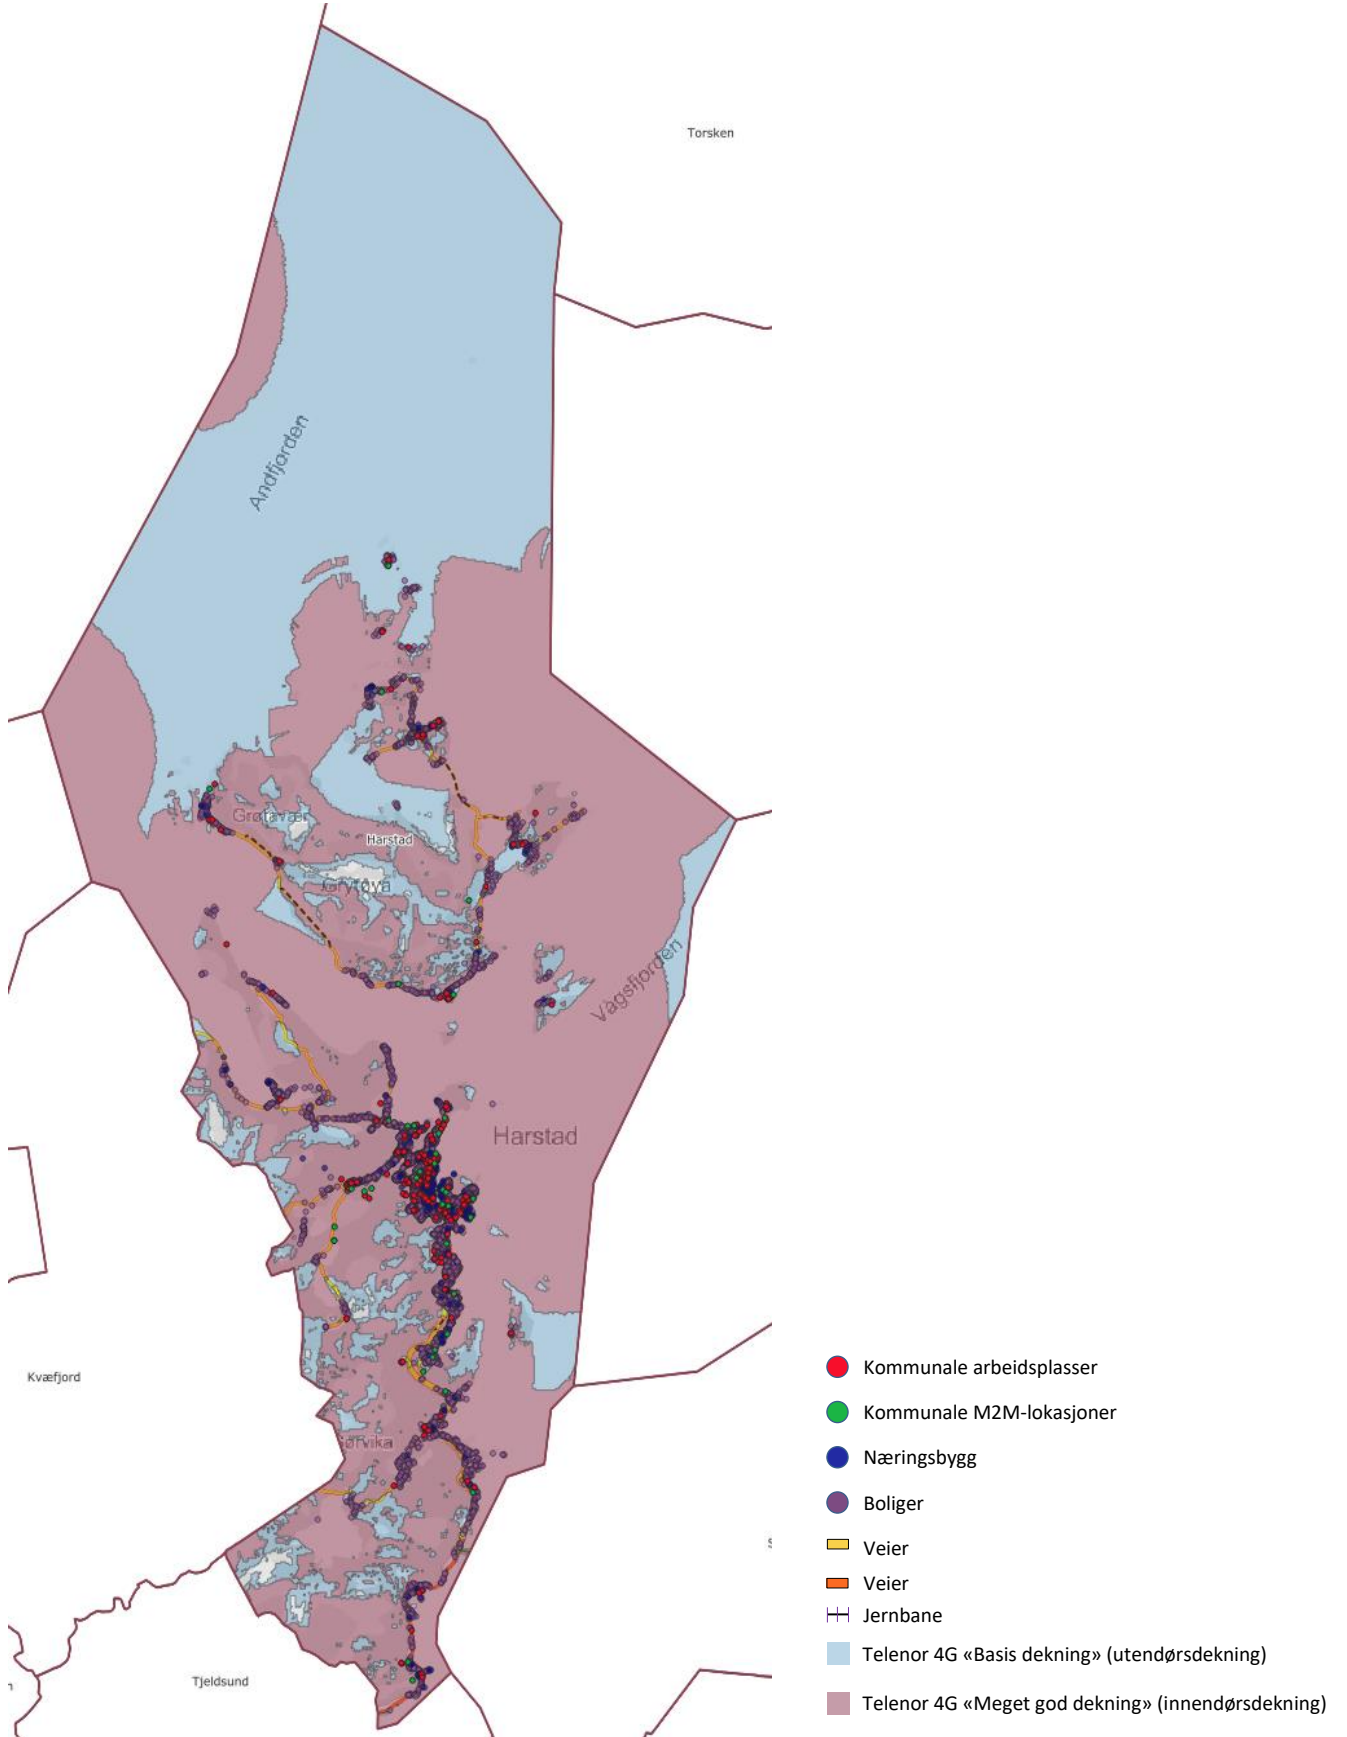 Torsken
Andfjorden
Grøtavær
Harstad
Grytøya
Vågsfjorden
Harstad
Kvæfjord
Sørvika
Tjeldsund
Kommunale arbeidsplasser
Kommunale M2M-lokasjoner
Næringsbygg
Boliger
Veier
Veier
Jernbane
Telenor 4G «Basis dekning» (utendørsdekning)
Telenor 4G «Meget god dekning» (innendørsdekning)